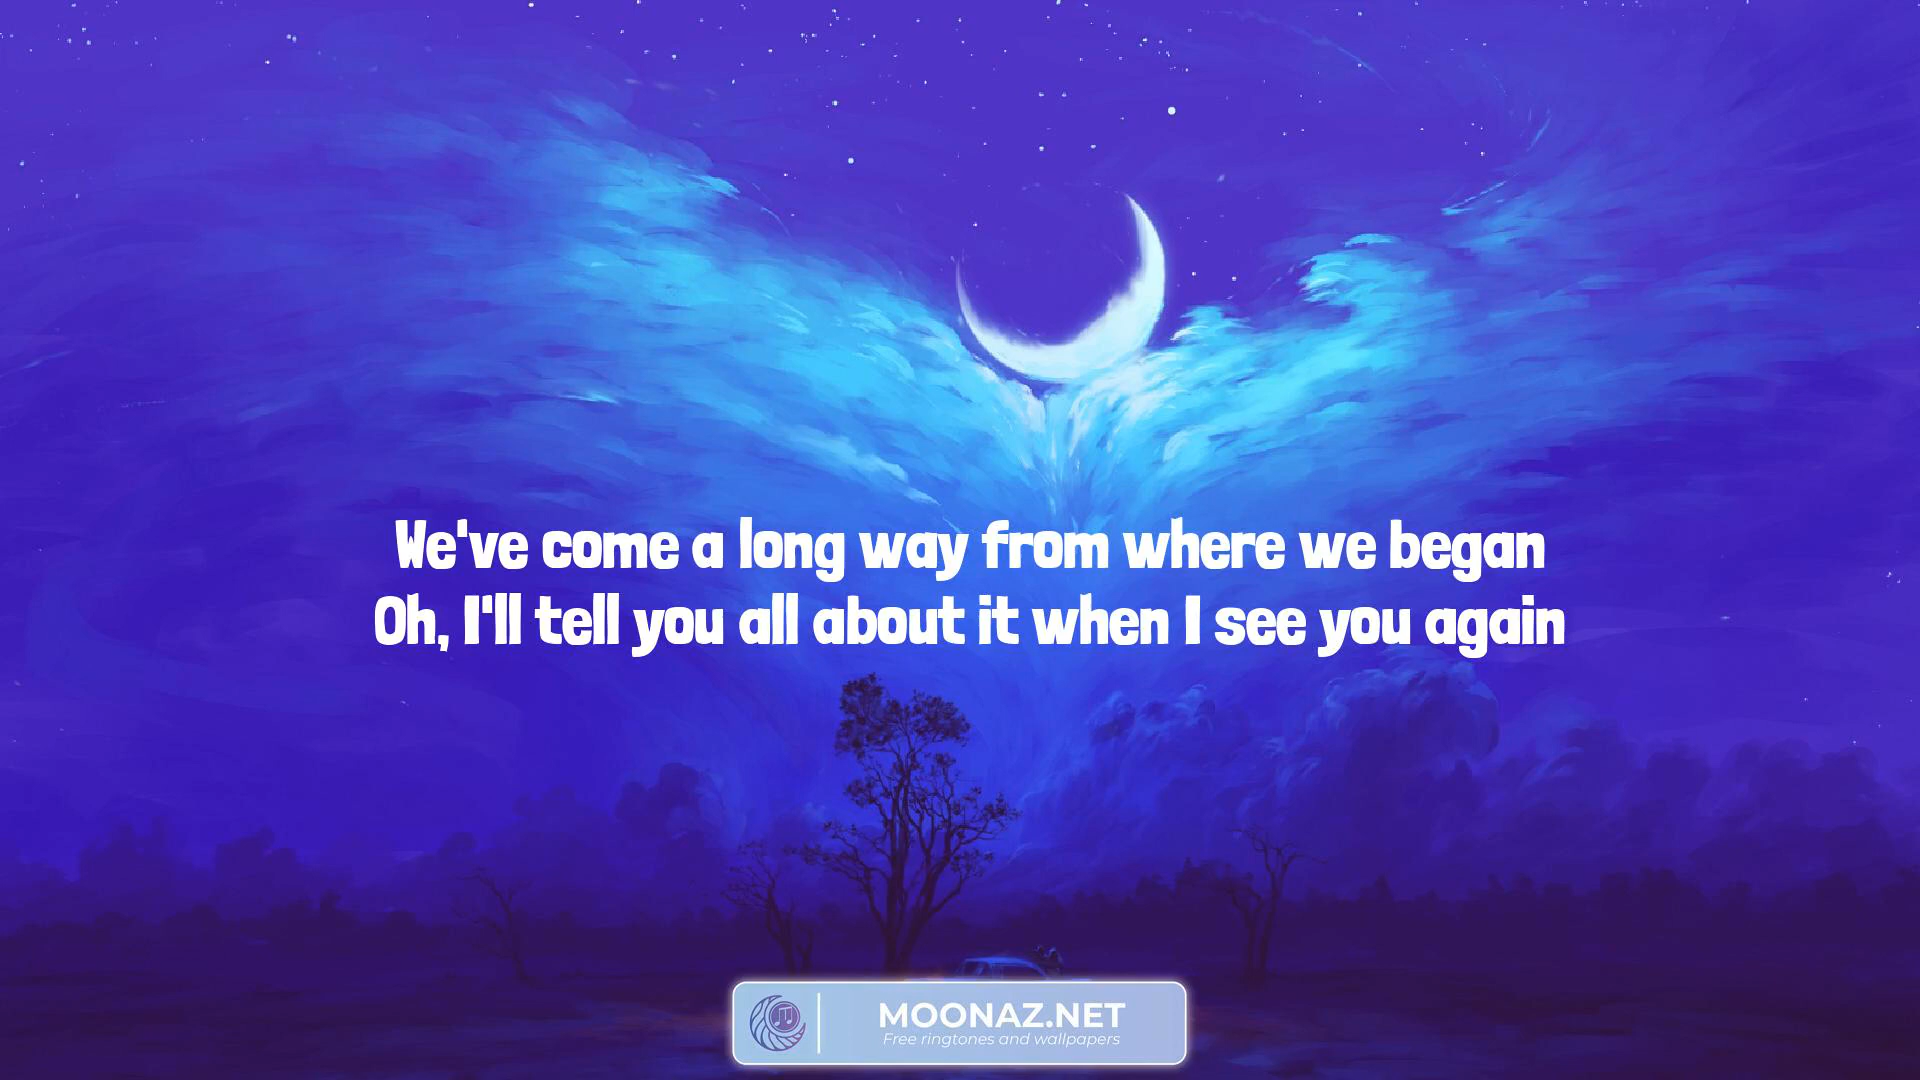 We've come a long way from where we began
Oh, I'll tell you all about it when I see you again
MOONAZ.NET
Free ringtones and wallpapers